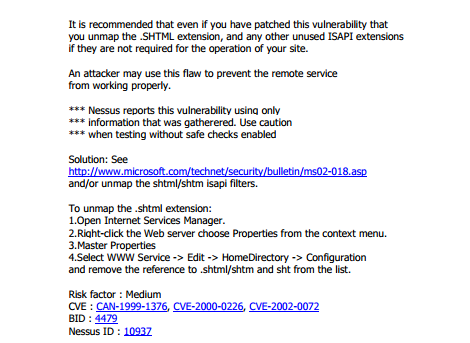 It is recommended that even if you have patched this vulnerability that
you unmap the .SHTML extension, and any other unused ISAPI extensions
if they are not required for the operation of your site.
An attacker may use this flaw to prevent the remote service
from working properly.
*** Nessus reports this vulnerability using only
*** information that was gatherered. Use caution
*** when testing without safe checks enabled
Solution: See
http://www.microsoft.com/technet/security/bulletin/ms02-018.asp
and/or unmap the shtml/shtm isapi filters.
To unmap the .shtml extension:
1.Open Internet Services Manager.
2.Right-click the Web server choose Properties from the context menu.
3.Master Properties
4.Select WWW Service -> Edit -> HomeDirectory -> Configuration
and remove the reference to .shtml/shtm and sht from the list.
Risk factor : Medium
CVE : CAN-1999-1376, CVE-2000-0226, CVE-2002-0072
BID : 4479
Nessus ID : 10937